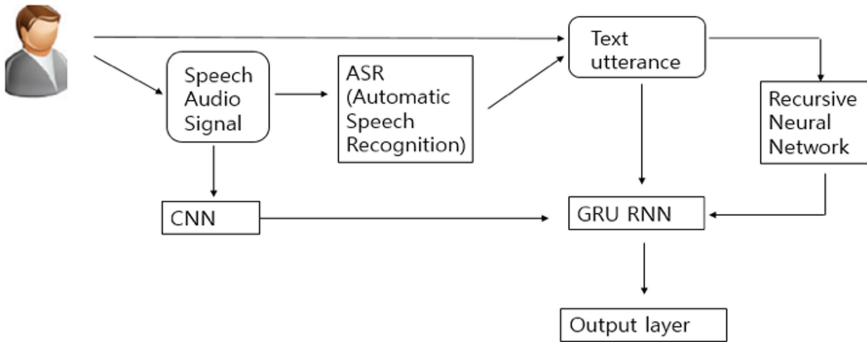 Speech
Audio
Signal
ASR
(Automatic
Speech
Recognition)
Text
utterance
Recursive
Neural
Network
CNN
GRU RNN
Output layer